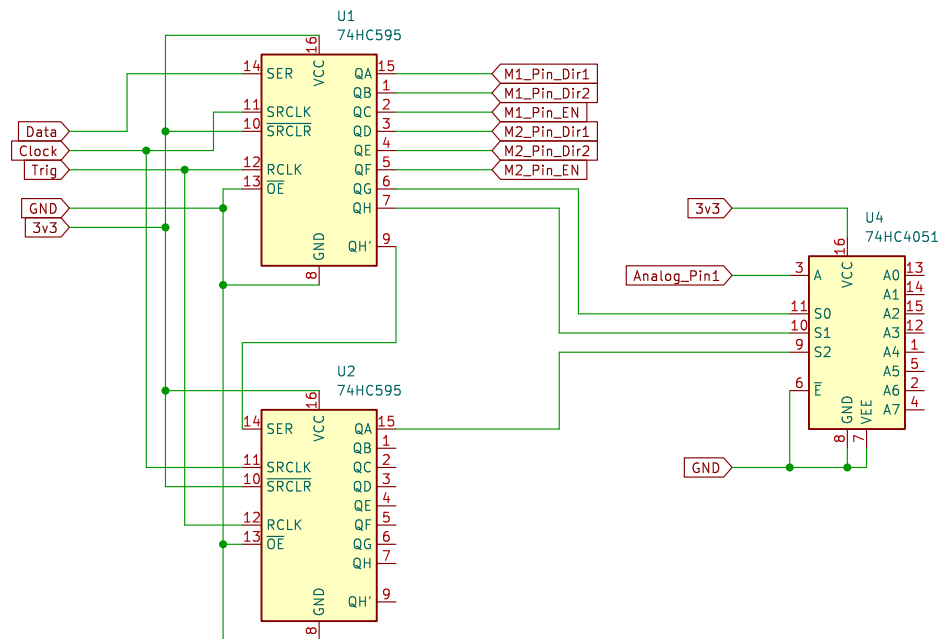 U1
74HC595
16
VCC
14 SER QA 15 M1_Pin_Dir1
QB 1 M1_Pin_Dir2
11 SRCLK QC 2 M1_Pin_EN
Data 10 SRCLR QD 3 M2_Pin_Dir1
Clock QE 4 M2_Pin_Dir2
Trig 12 RCLK QF 5 M2_Pin_EN
13 OE QG 6
GND QH 7
3v3
GND QH' 9
8
3v3
U4
74HC4051
16
VCC
Analog_Pin1 3 A A0 13
A1 14
11 S0 A2 15
10 S1 A3 12
9 S2 A4 1
A5 5
6 E A6 2
GND VEE A7 4
8 7
GND
U2
74HC595
16
VCC
14 SER QA 15
QB 1
11 SRCLK QC 2
10 SRCLR QD 3
QE 4
12 RCLK QF 5
13 OE QG 6
QH 7
GND QH' 9
8